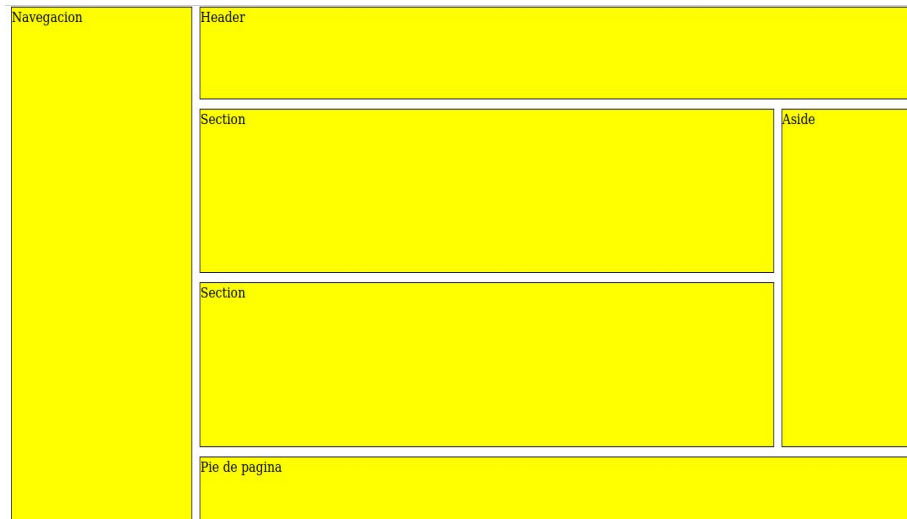 Navegacion
Header
Section
Aside
Section
Pie de pagina